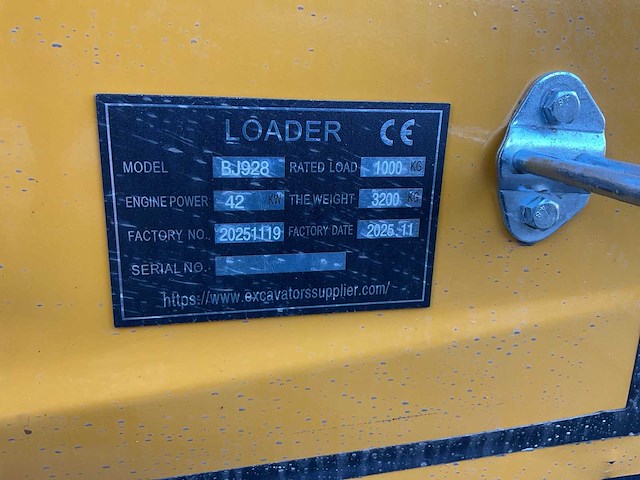 LOADER CE
MODEL BJ928 RATED LOAD 1000 KG
ENGINE POWER 42 KW THE WEIGHT 3200 KG
FACTORY NO. 20251119 FACTORY DATE 2025.11
SERIAL NO.
https://www.excavatorssupplier.com/